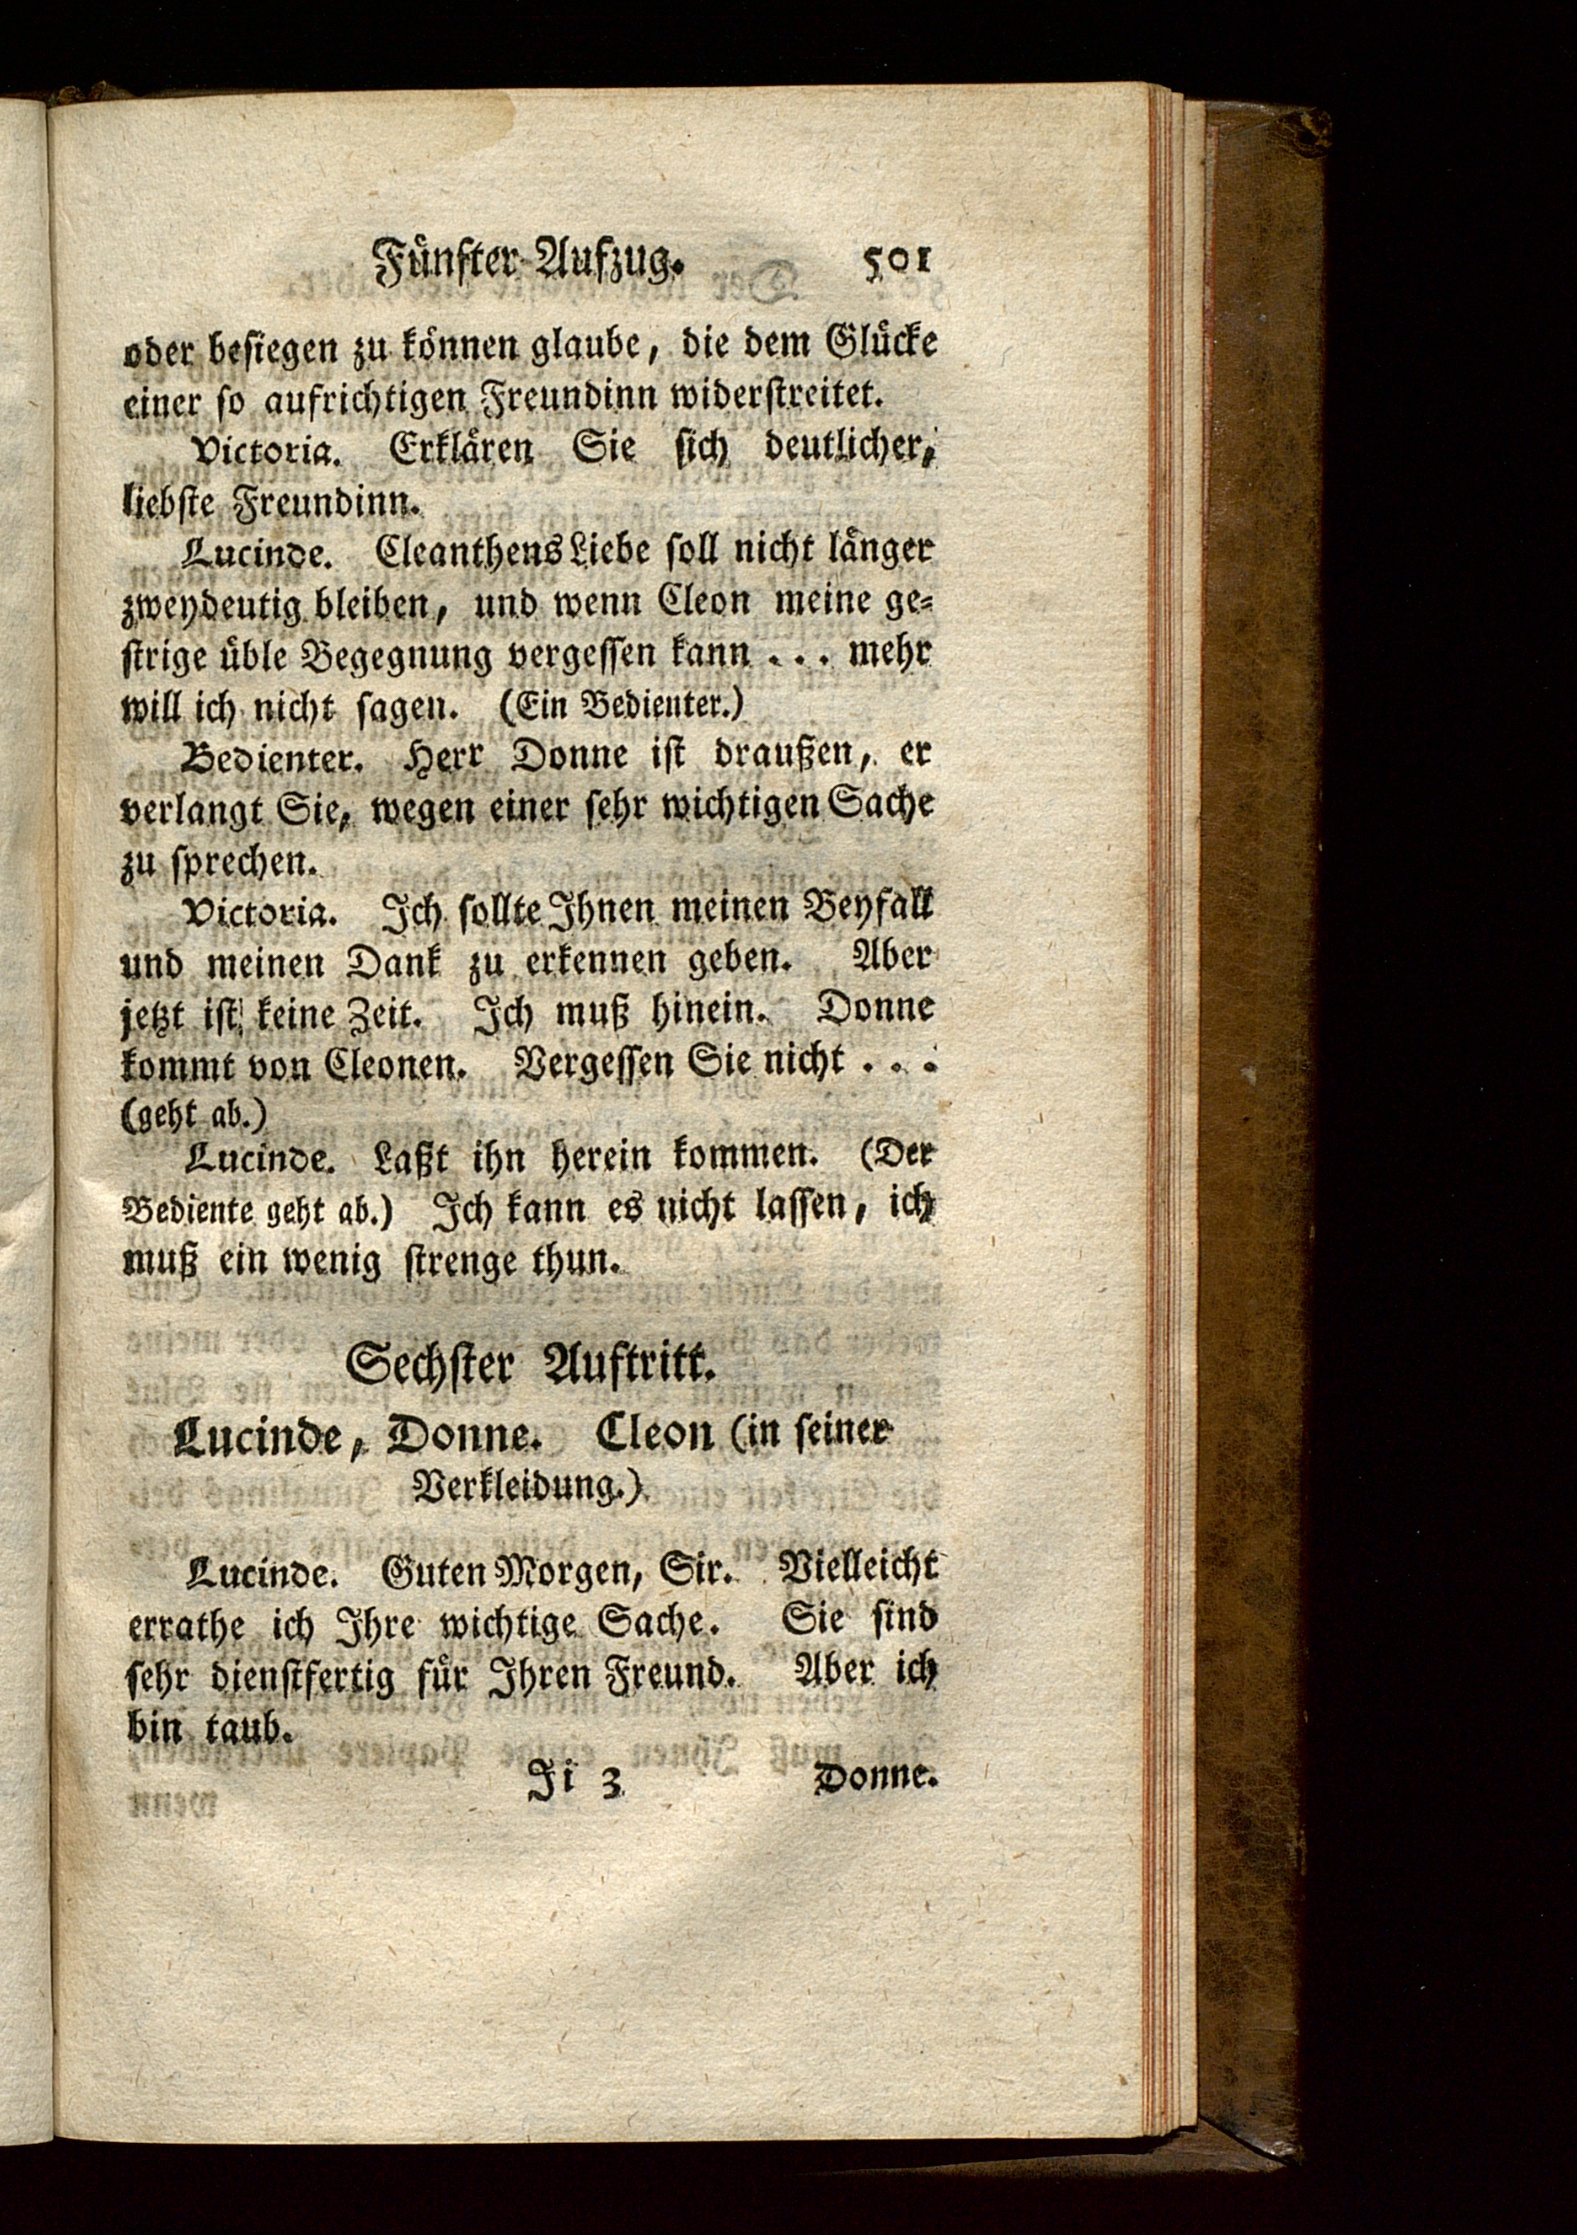 Fünfter Aufzug. 501
oder besiegen zu können glaube, die dem Glücke
einer so aufrichtigen Freundinn widerstreitet.
Victoria. Erklären Sie sich deutlicher,
liebste Freundinn.
Lucinde. Cleanthens Liebe soll nicht länger
zweydeutig bleiben, und wenn Cleon meine ge=
strige üble Begegnung vergessen kann . . . mehr
will ich nicht sagen. (Ein Bedienter.)
Bedienter. Herr Donne ist draußen, er
verlangt Sie, wegen einer sehr wichtigen Sache
zu sprechen.
Victoria. Ich sollte Ihnen meinen Beyfall
und meinen Dank zu erkennen geben. Aber
jetzt ist keine Zeit. Ich muß hinein. Donne
kommt von Cleonen. Vergessen Sie nicht . . .
(geht ab.)
Lucinde. Laßt ihn herein kommen. (Der
Bediente geht ab.) Ich kann es nicht lassen, ich
muß ein wenig strenge thun.
Sechster Auftritt.
Lucinde, Donne. Cleon (in seiner
Verkleidung.)
Lucinde. Guten Morgen, Sir. Vielleicht
errathe ich Ihre wichtige Sache. Sie sind
sehr dienstfertig für Ihren Freund. Aber ich
bin taub.
Ji 3 Donne.